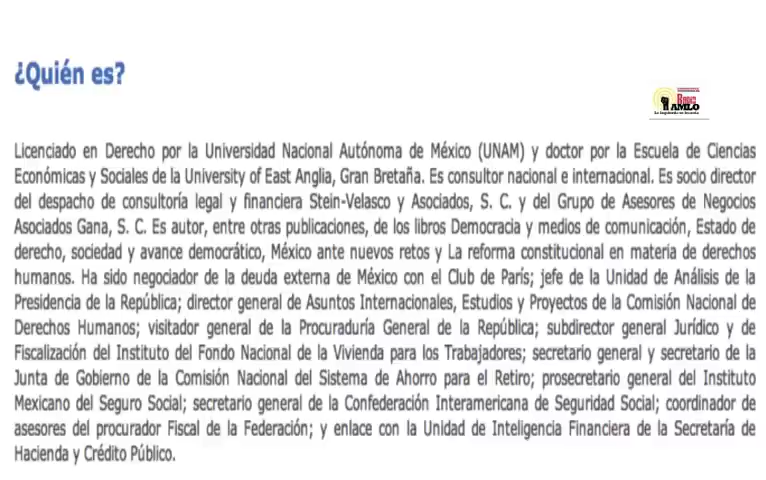 ¿Quién es?
Radio
AMLO
La izquierda se escucha
Licenciado en Derecho por la Universidad Nacional Autónoma de México (UNAM) y doctor por la Escuela de Ciencias
Económicas y Sociales de la University of East Anglia, Gran Bretaña. Es consultor nacional e internacional. Es socio director
del despacho de consultoría legal y financiera Stein-Velasco y Asociados, S. C. y del Grupo de Asesores de Negocios
Asociados Gana, S. C. Es autor, entre otras publicaciones, de los libros Democracia y medios de comunicación, Estado de
derecho, sociedad y avance democrático, México ante nuevos retos y La reforma constitucional en materia de derechos
humanos. Ha sido negociador de la deuda externa de México con el Club de París; jefe de la Unidad de Análisis de la
Presidencia de la República; director general de Asuntos Internacionales, Estudios y Proyectos de la Comisión Nacional de
Derechos Humanos; visitador general de la Procuraduría General de la República; subdirector general Jurídico y de
Fiscalización del Instituto del Fondo Nacional de la Vivienda para los Trabajadores; secretario general y secretario de la
Junta de Gobierno de la Comisión Nacional del Sistema de Ahorro para el Retiro; prosecretario general del Instituto
Mexicano del Seguro Social; secretario general de la Confederación Interamericana de Seguridad Social; coordinador de
asesores del procurador Fiscal de la Federación; y enlace con la Unidad de Inteligencia Financiera de la Secretaría de
Hacienda y Crédito Público.